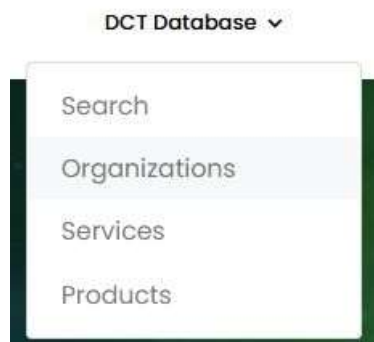 DCT Database
Search
Organizations
Services
Products